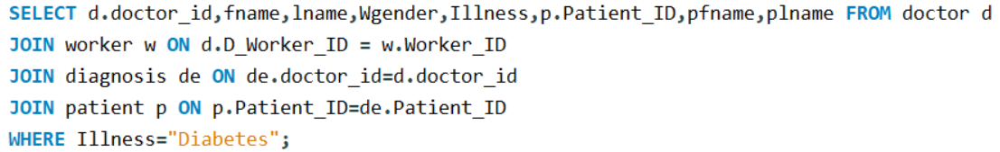 SELECT d.doctor_id,fname,lname,Wgender,Illness,p.Patient_ID,pfname,plname FROM doctor d
JOIN worker w ON d.D_Worker_ID = w.Worker_ID
JOIN diagnosis de ON de.doctor_id=d.doctor_id
JOIN patient p ON p.Patient_ID=de.Patient_ID
WHERE Illness="Diabetes";